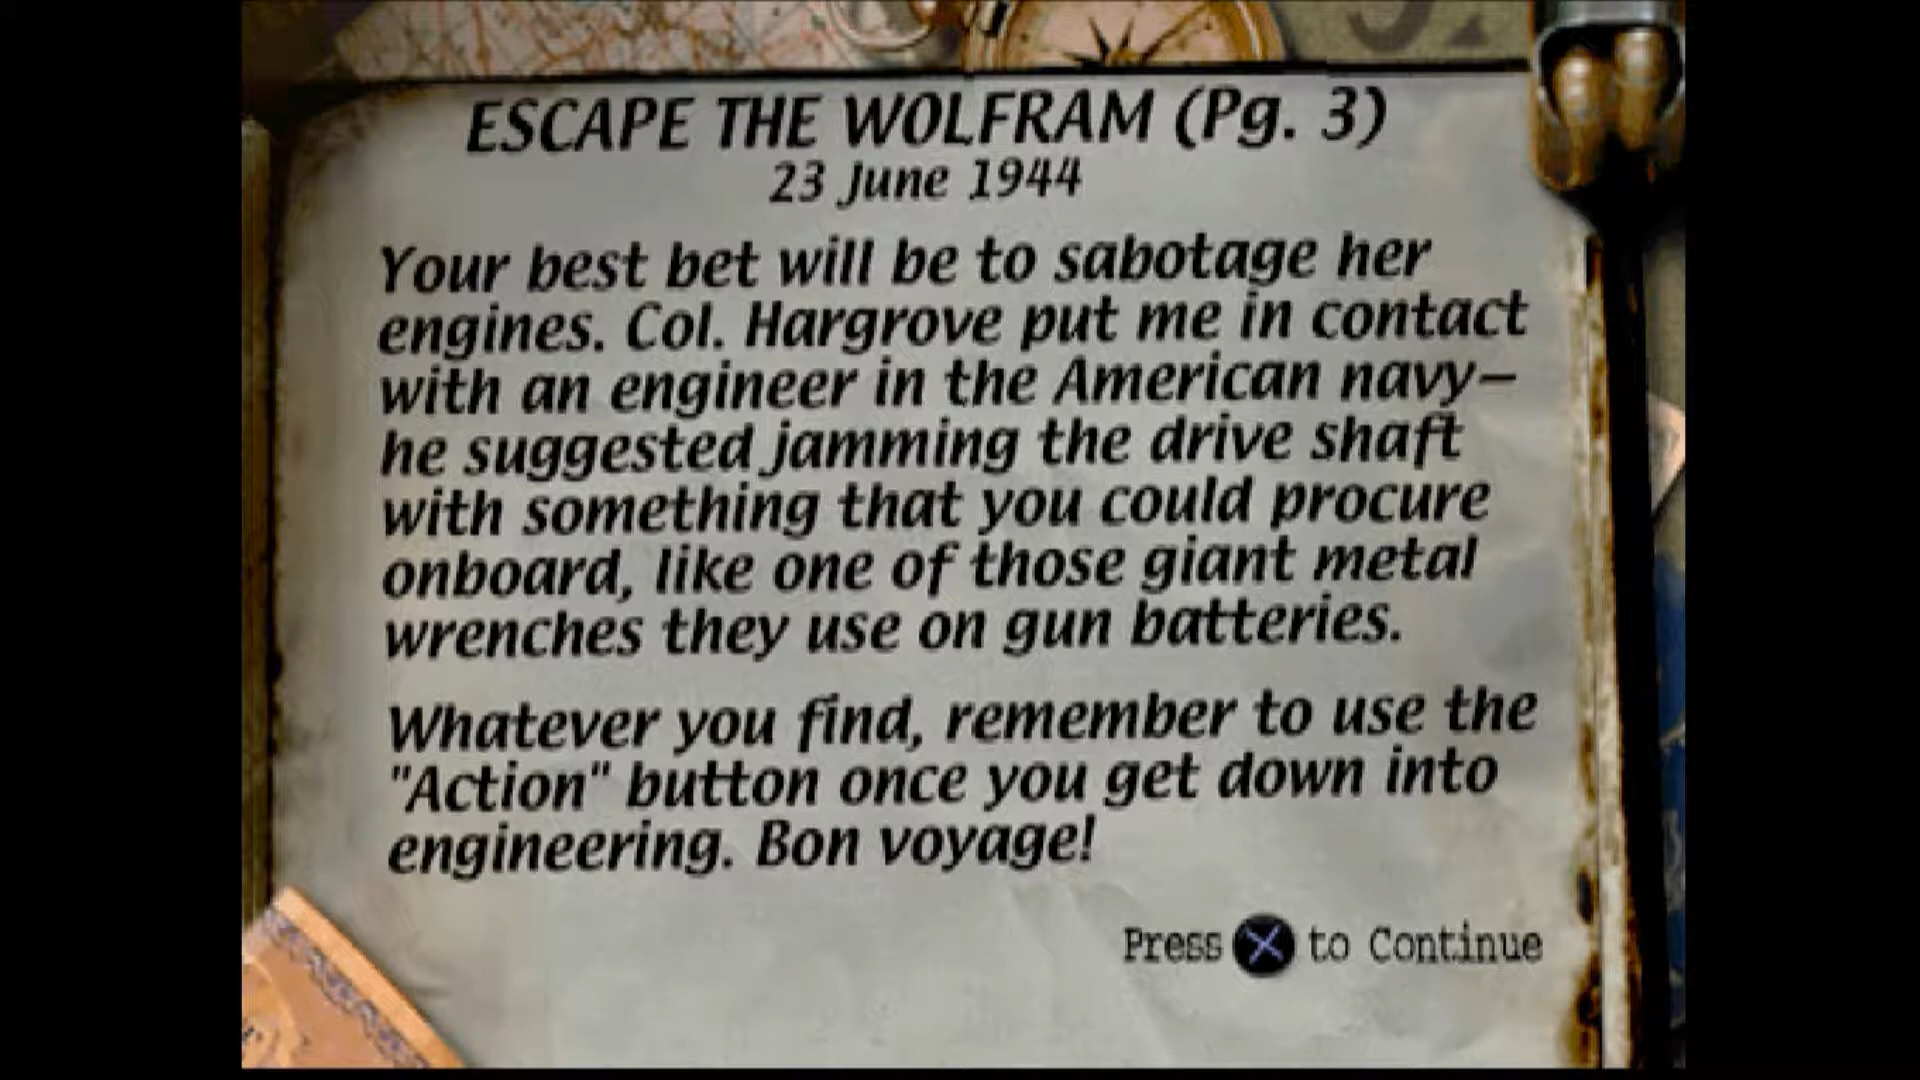 ESCAPE THE WOLFRAM (Pg. 3)
23 June 1944
Your best bet will be to sabotage her
engines. Col. Hargrove put me in contact
with an engineer in the American navy—
he suggested jamming the drive shaft
with something that you could procure
onboard, like one of those giant metal
wrenches they use on gun batteries.
Whatever you find, remember to use the
"Action" button once you get down into
engineering. Bon voyage!
Press X to Continue